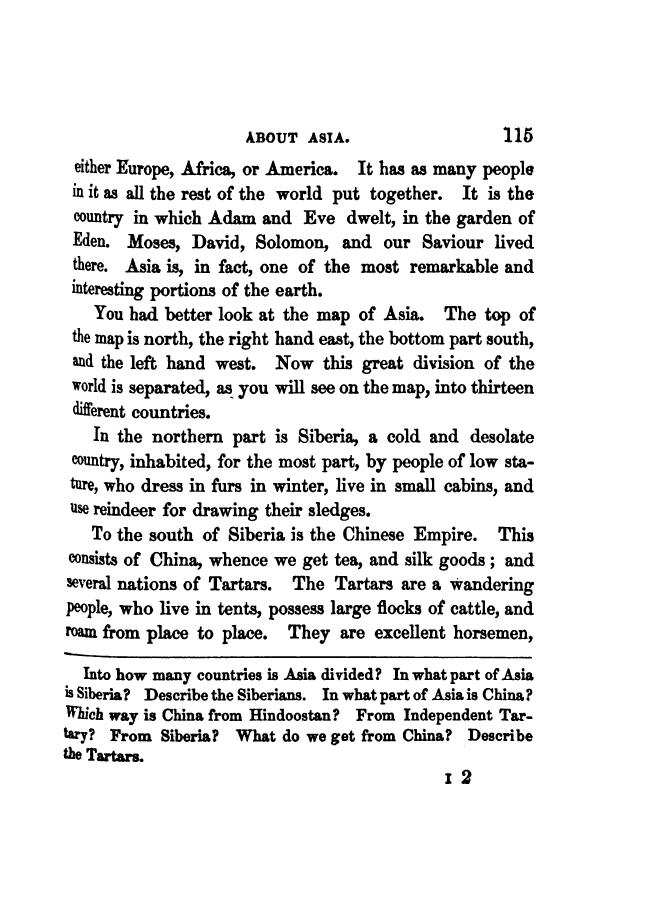 ABOUT ASIA. 115
either Europe, Africa, or America. It has as many people
in it as all the rest of the world put together. It is the
country in which Adam and Eve dwelt, in the garden of
Eden. Moses, David, Solomon, and our Saviour lived
there. Asia is, in fact, one of the most remarkable and
interesting portions of the earth.
You had better look at the map of Asia. The top of
the map is north, the right hand east, the bottom part south,
and the left hand west. Now this great division of the
world is separated, as you will see on the map, into thirteen
different countries.
In the northern part is Siberia, a cold and desolate
country, inhabited, for the most part, by people of low sta-
ture, who dress in furs in winter, live in small cabins, and
use reindeer for drawing their sledges.
To the south of Siberia is the Chinese Empire. This
consists of China, whence we get tea, and silk goods; and
several nations of Tartars. The Tartars are a wandering
people, who live in tents, possess large flocks of cattle, and
roam from place to place. They are excellent horsemen,
Into how many countries is Asia divided? In what part of Asia
is Siberia? Describe the Siberians. In what part of Asia is China?
Which way is China from Hindoostan? From Independent Tar-
tary? From Siberia? What do we get from China? Describe
the Tartars.
I 2